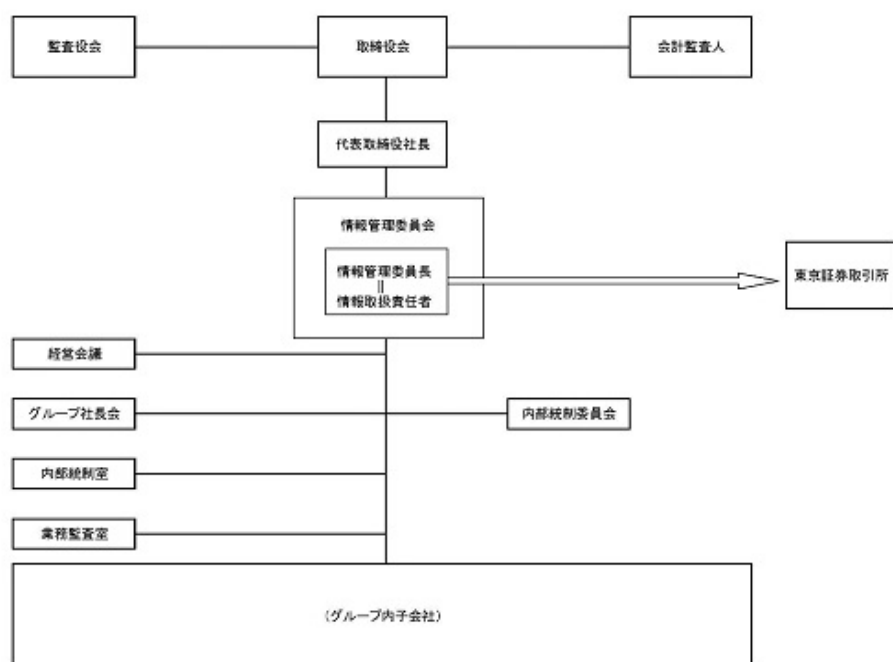 監査役会
取締役会
会計監査人
代表取締役社長
情報管理委員会
情報管理委員長
||
情報取扱責任者
東京証券取引所
経営会議
グループ社長会
内部統制委員会
内部統制室
業務監査室
(グループ内子会社)